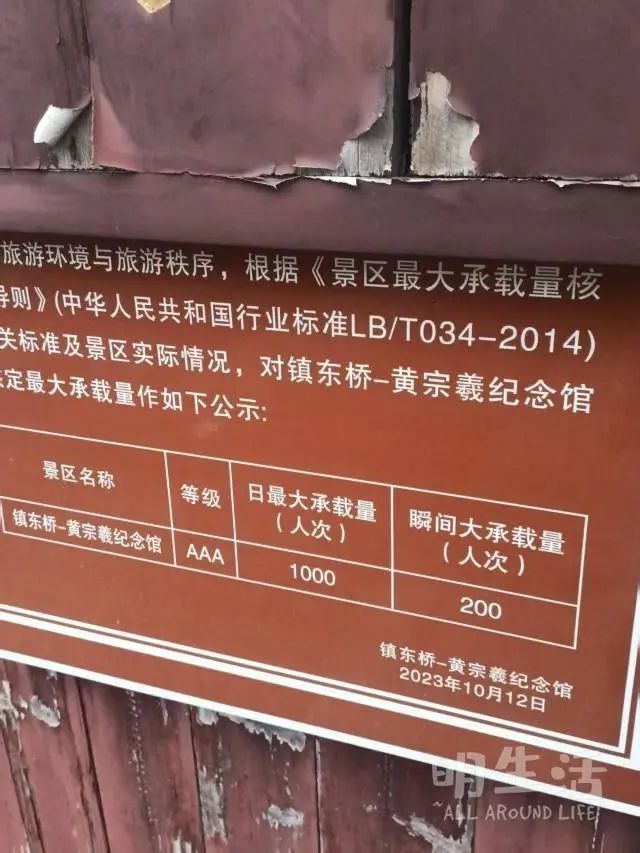 旅游环境与旅游秩序，根据《景区最大承载量核
导则》(中华人民共和国行业标准LB/T034-2014)
关标准及景区实际情况，对镇东桥-黄宗羲纪念馆
定最大承载量作如下公示:
景区名称 等级 日最大承载量（人次） 瞬间大承载量（人次）
镇东桥-黄宗羲纪念馆 AAA 1000 200
镇东桥-黄宗羲纪念馆
2023年10月12日
明生活
~ALL AROUND LIFE~